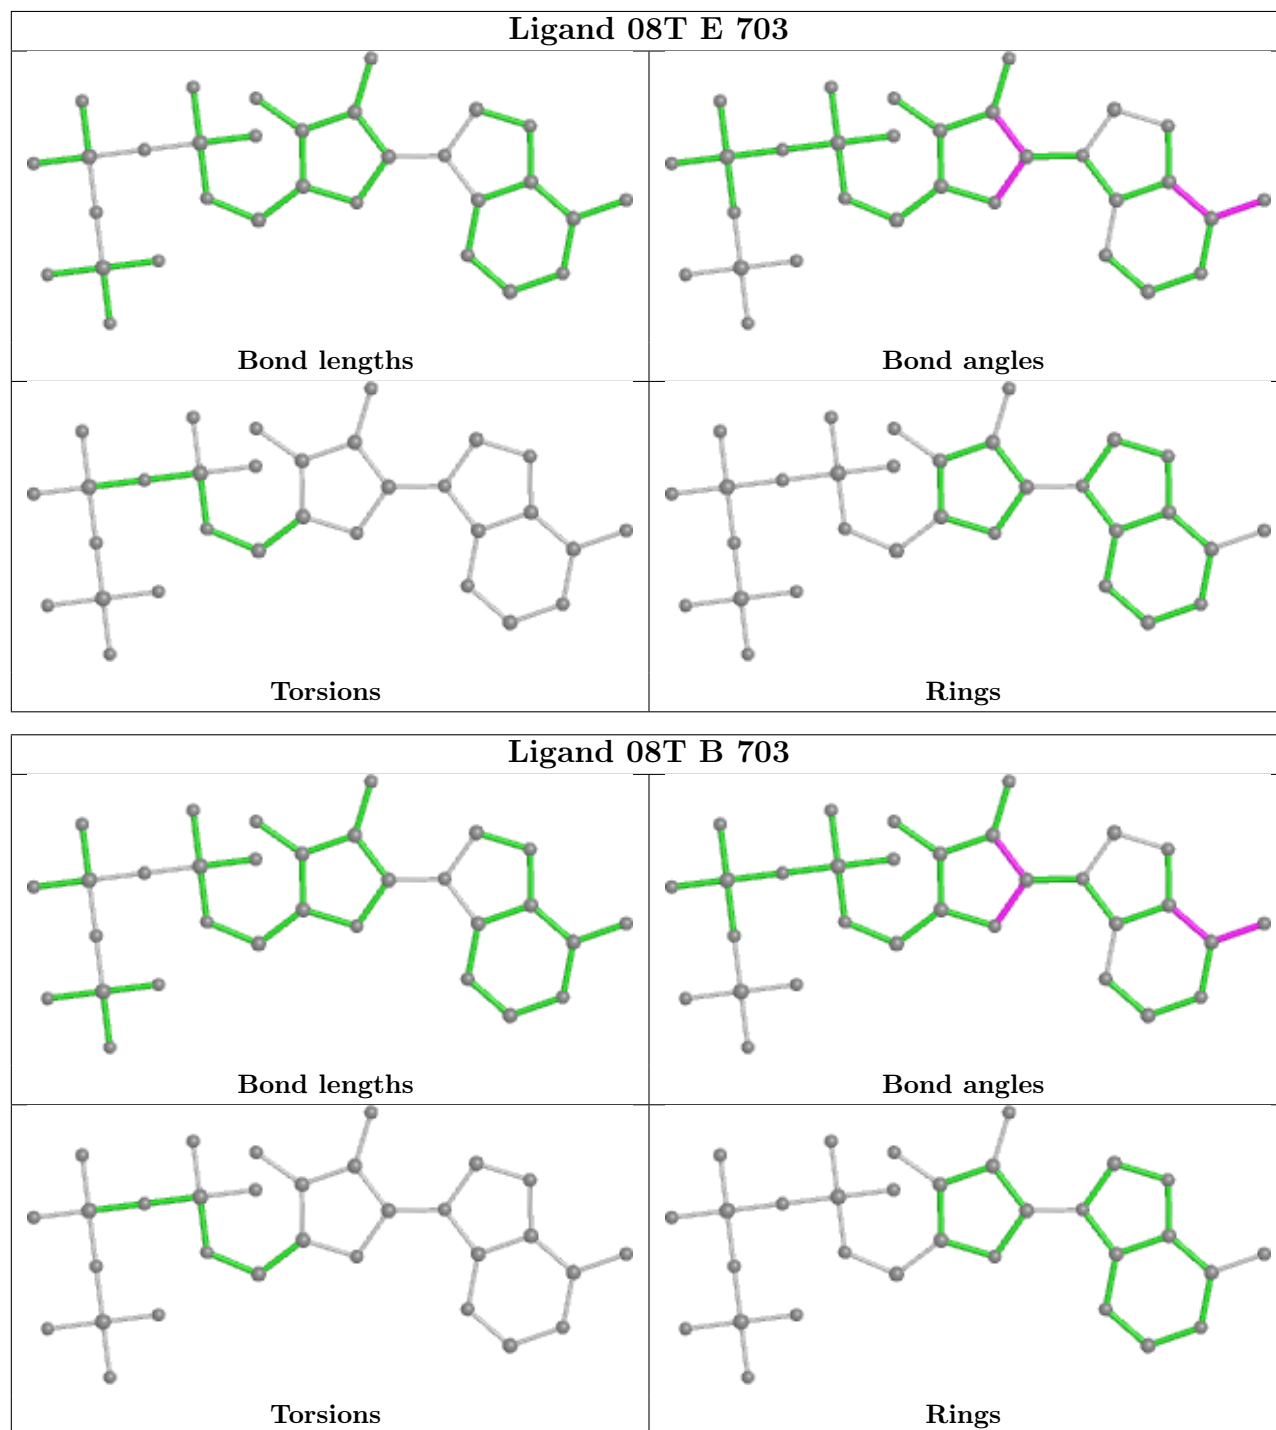 Ligand 08T E 703
Bond lengths
Bond angles
Torsions
Rings
Ligand 08T B 703
Bond lengths
Bond angles
Torsions
Rings